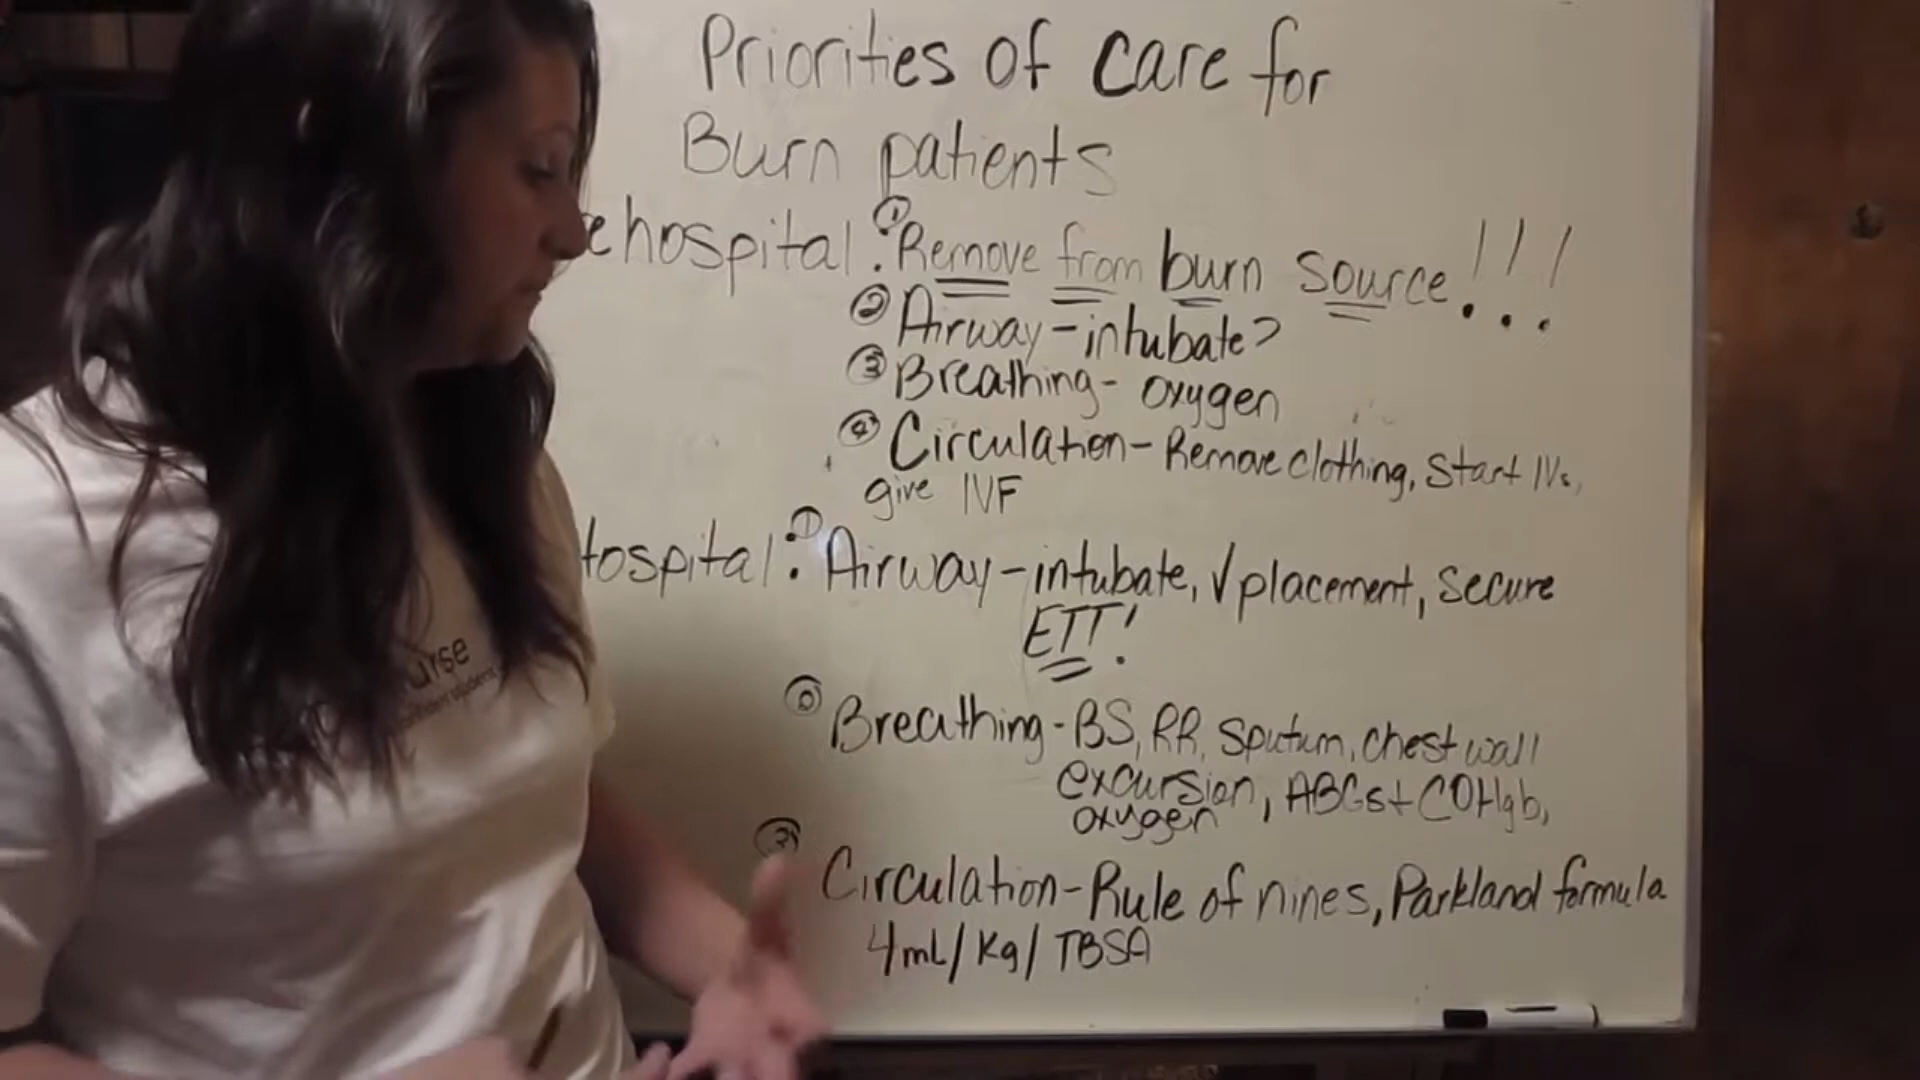 Priorities of care for
Burn patients
ehospital: ① Remove from burn source!!!
② Airway - intubate?
③ Breathing - oxygen
④ Circulation - Remove clothing, Start IVs,
give IVF
Hospital: ① Airway - intubate, √ placement, secure
ETT!
Breathing - BS, RR, Sputum, chest wall
excursion, ABGs + COHgb,
oxygen
③ Circulation - Rule of nines, Parkland formula
4mL/kg/TBSA
urse